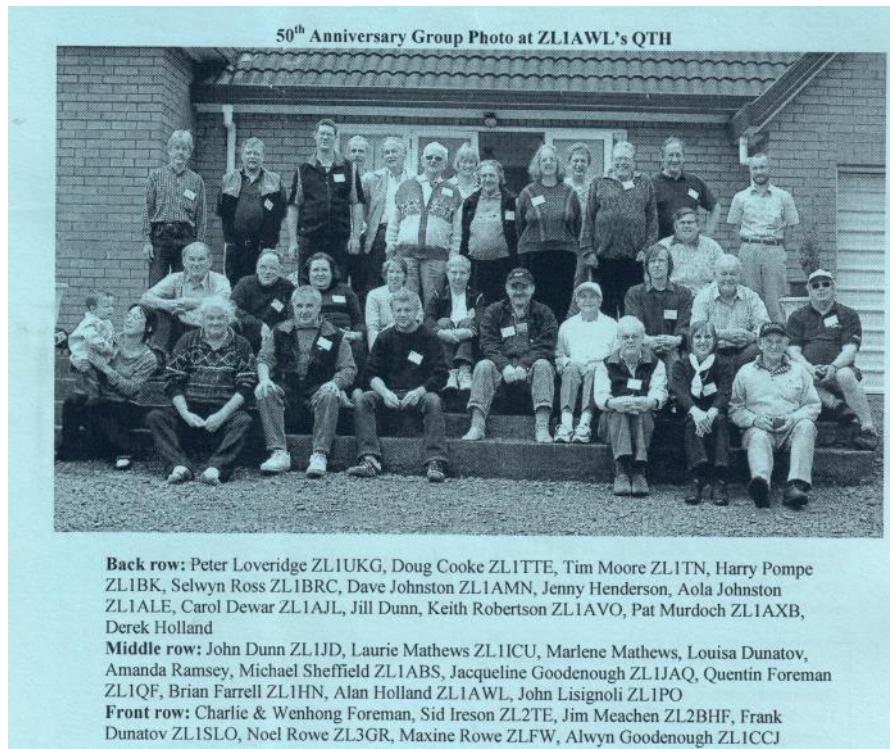 50th Anniversary Group Photo at ZL1AWL's QTH
Back row: Peter Loveridge ZL1UKG, Doug Cooke ZL1TTE, Tim Moore ZL1TN, Harry Pompe
ZL1BK, Selwyn Ross ZL1BRC, Dave Johnston ZL1AMN, Jenny Henderson, Aola Johnston
ZL1ALE, Carol Dewar ZL1AJL, Jill Dunn, Keith Robertson ZL1AVO, Pat Murdoch ZL1AXB,
Derek Holland
Middle row: John Dunn ZL1JD, Laurie Mathews ZL1ICU, Marlene Mathews, Louisa Dunatov,
Amanda Ramsey, Michael Sheffield ZL1ABS, Jacqueline Goodenough ZL1JAQ, Quentin Foreman
ZL1QF, Brian Farrell ZL1HN, Alan Holland ZL1AWL, John Lisignoli ZL1PO
Front row: Charlie & Wenhong Foreman, Sid Ireson ZL2TE, Jim Meachen ZL2BHF, Frank
Dunatov ZL1SLO, Noel Rowe ZL3GR, Maxine Rowe ZLFW, Alwyn Goodenough ZL1CCJ